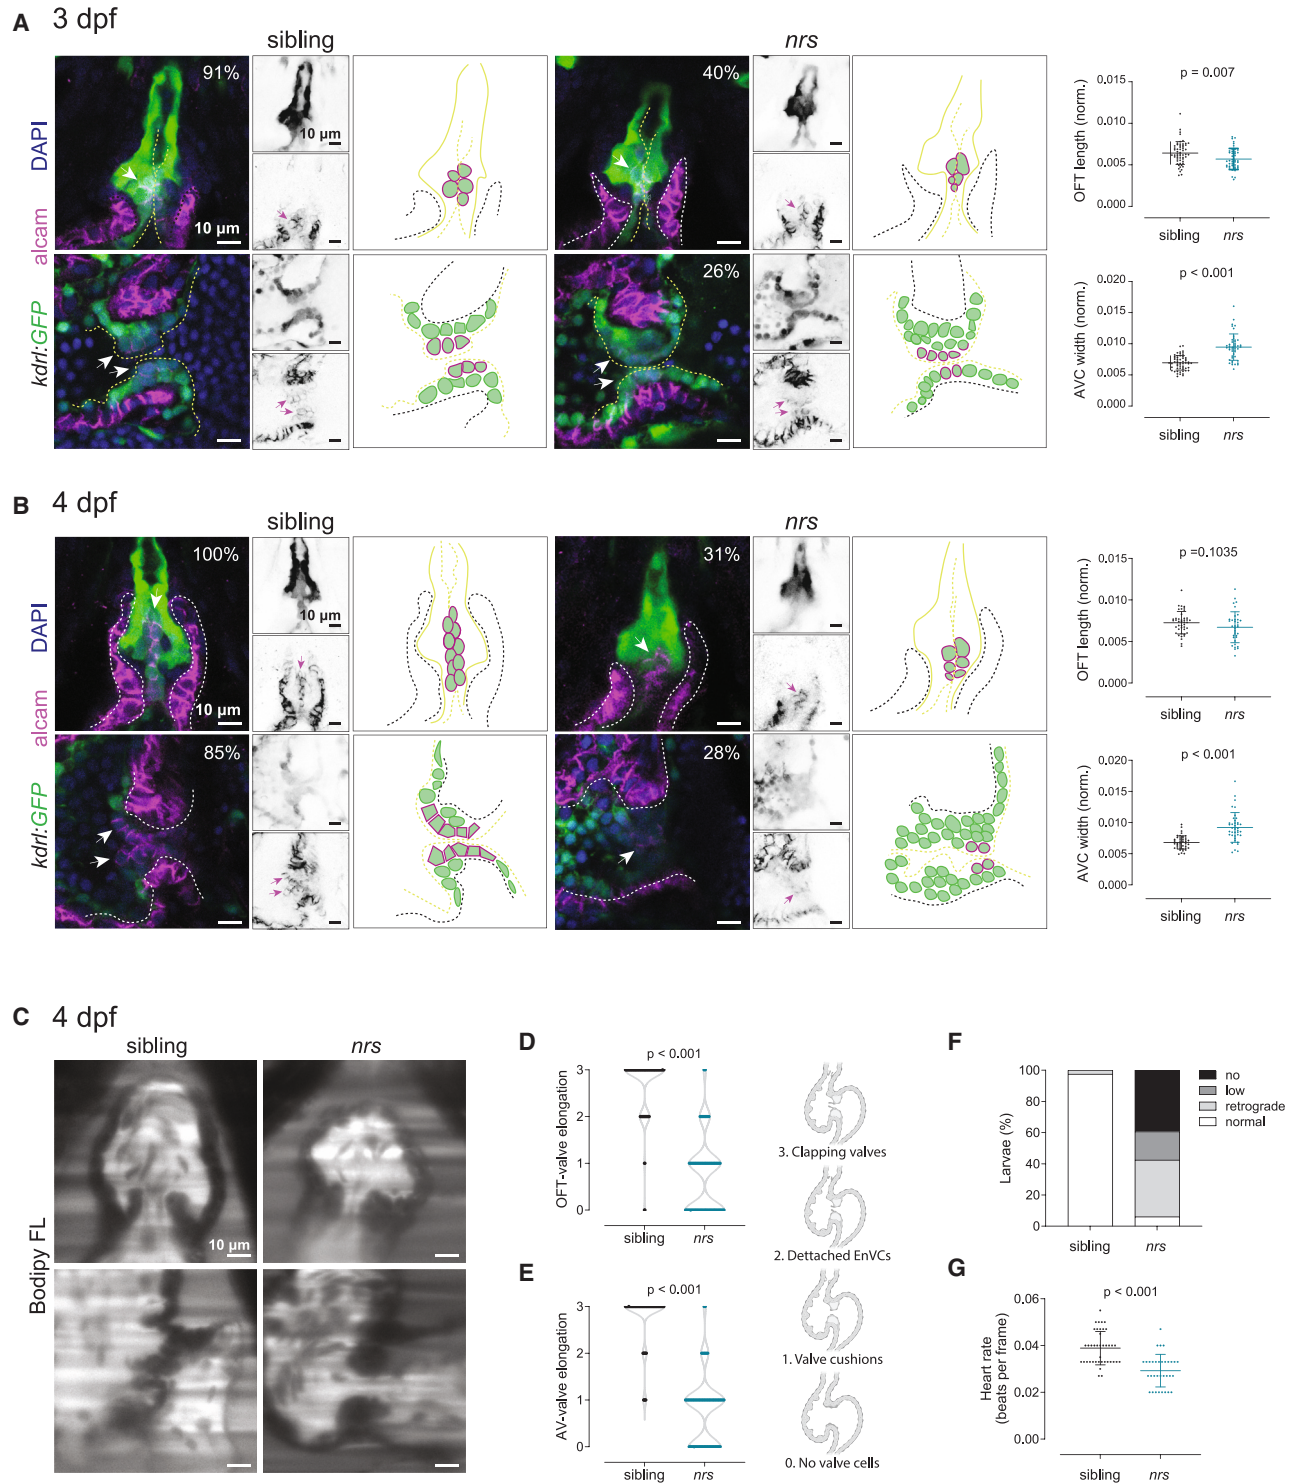 A 3 dpf
sibling
nrs
kdrl:GFP alcam DAPI
91%
10 µm
10 µm
40%
26%
p = 0.007
OFT length (norm.)
0.015
0.010
0.005
0.000
sibling nrs
p < 0.001
AVC width (norm.)
0.020
0.015
0.010
0.005
0.000
sibling nrs
B 4 dpf
sibling
nrs
kdrl:GFP alcam DAPI
100%
10 µm
10 µm
85%
31%
28%
p =0.1035
OFT length (norm.)
0.015
0.010
0.005
0.000
sibling nrs
p < 0.001
AVC width (norm.)
0.020
0.015
0.010
0.005
0.000
sibling nrs
C 4 dpf
sibling nrs
Bodipy FL
10 µm
D
p < 0.001
OFT-valve elongation
3
2
1
0
sibling nrs
E
p < 0.001
AV-valve elongation
3
2
1
0
sibling nrs
3. Clapping valves
2. Dettached EnVCs
1. Valve cushions
0. No valve cells
F
Larvae (%)
100
80
60
40
20
0
sibling nrs
no
low
retrograde
normal
G
p < 0.001
Heart rate
(beats per frame)
0.06
0.04
0.02
0.00
sibling nrs